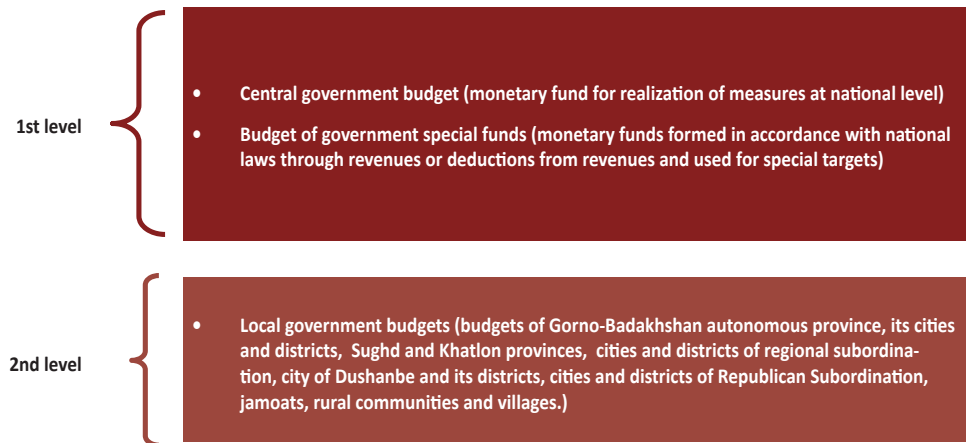 1st level
• Central government budget (monetary fund for realization of measures at national level)
• Budget of government special funds (monetary funds formed in accordance with national
laws through revenues or deductions from revenues and used for special targets)
2nd level
• Local government budgets (budgets of Gorno-Badakhshan autonomous province, its cities
and districts, Sughd and Khatlon provinces, cities and districts of regional subordina-
tion, city of Dushanbe and its districts, cities and districts of Republican Subordination,
jamoats, rural communities and villages.)